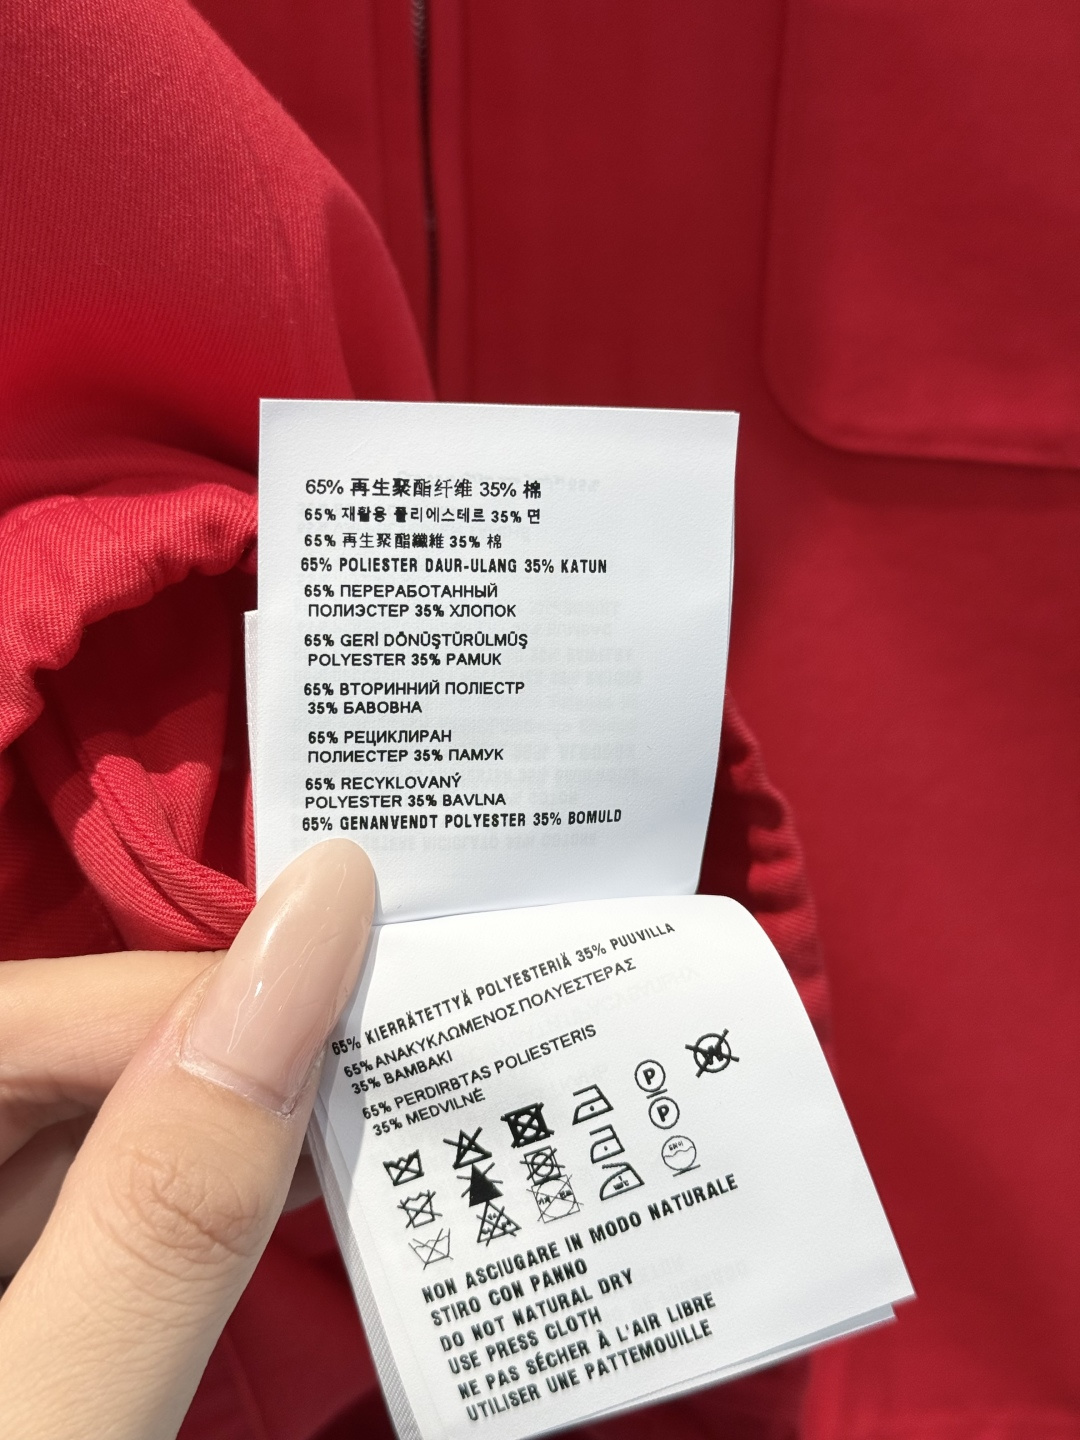 65% 再生聚酯纤维 35% 棉
65% 재활용 폴리에스테르 35% 면
65% 再生聚酯纖維 35% 棉
65% POLIESTER DAUR-ULANG 35% KATUN
65% ПЕРЕРАБОТАННЫЙ
ПОЛИЭСТЕР 35% ХЛОПОК
65% GERİ DÖNÜŞTÜRÜLMÜŞ
POLYESTER 35% PAMUK
65% ВТОРИННИЙ ПОЛІЕСТР
35% БАВОВНА
65% РЕЦИКЛИРАН
ПОЛИЕСТЕР 35% ПАМУК
65% RECYKLOVANÝ
POLYESTER 35% BAVLNA
65% GENANVENDT POLYESTER 35% BOMULD
65% KIERRÄTETTYÄ POLYESTERIÄ 35% PUUVILLA
65% ΑΝΑΚΥΚΛΩΜΕΝΟΣ ΠΟΛΥΕΣΤΕΡΑΣ
35% ΒΑΜΒΑΚΙ
65% PERDIRBTAS POLIESTERIS
35% MEDVILNĖ
P
W
P
NON ASCIUGARE IN MODO NATURALE
STIRO CON PANNO
DO NOT NATURAL DRY
USE PRESS CLOTH
NE PAS SÉCHER À L'AIR LIBRE
UTILISER UNE PATTEMOUILLE